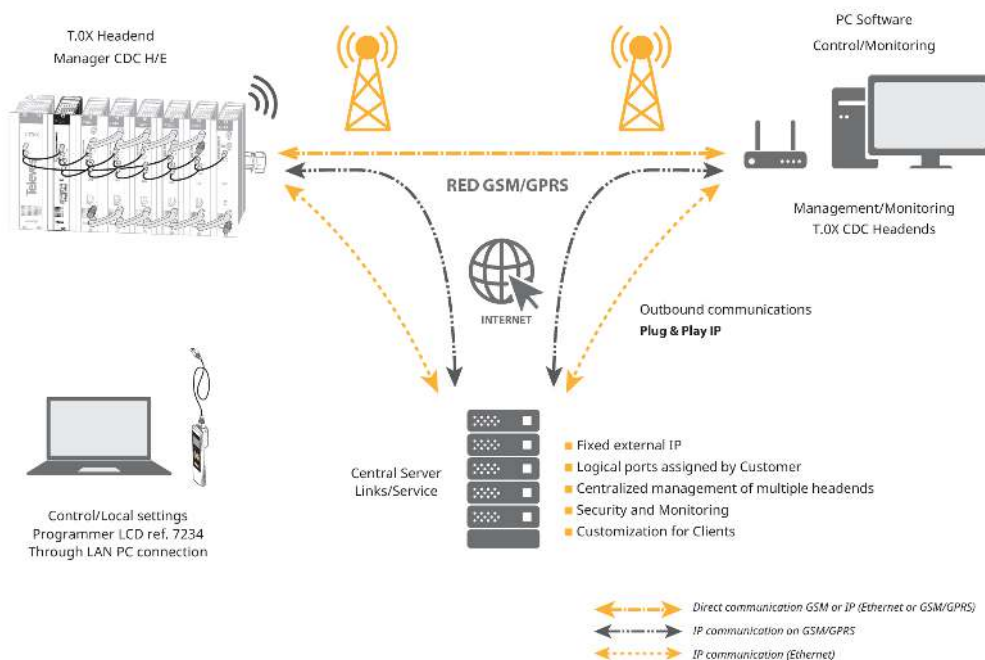 T.0X Headend
Manager CDC H/E
PC Software
Control/Monitoring
RED GSM/GPRS
Management/Monitoring
T.0X CDC Headends
INTERNET
Outbound communications
Plug & Play IP
Central Server
Links/Service
Fixed external IP
Logical ports assigned by Customer
Centralized management of multiple headends
Security and Monitoring
Customization for Clients
Control/Local settings
Programmer LCD ref. 7234
Through LAN PC connection
Direct communication GSM or IP (Ethernet or GSM/GPRS)
IP communication on GSM/GPRS
IP communication (Ethernet)